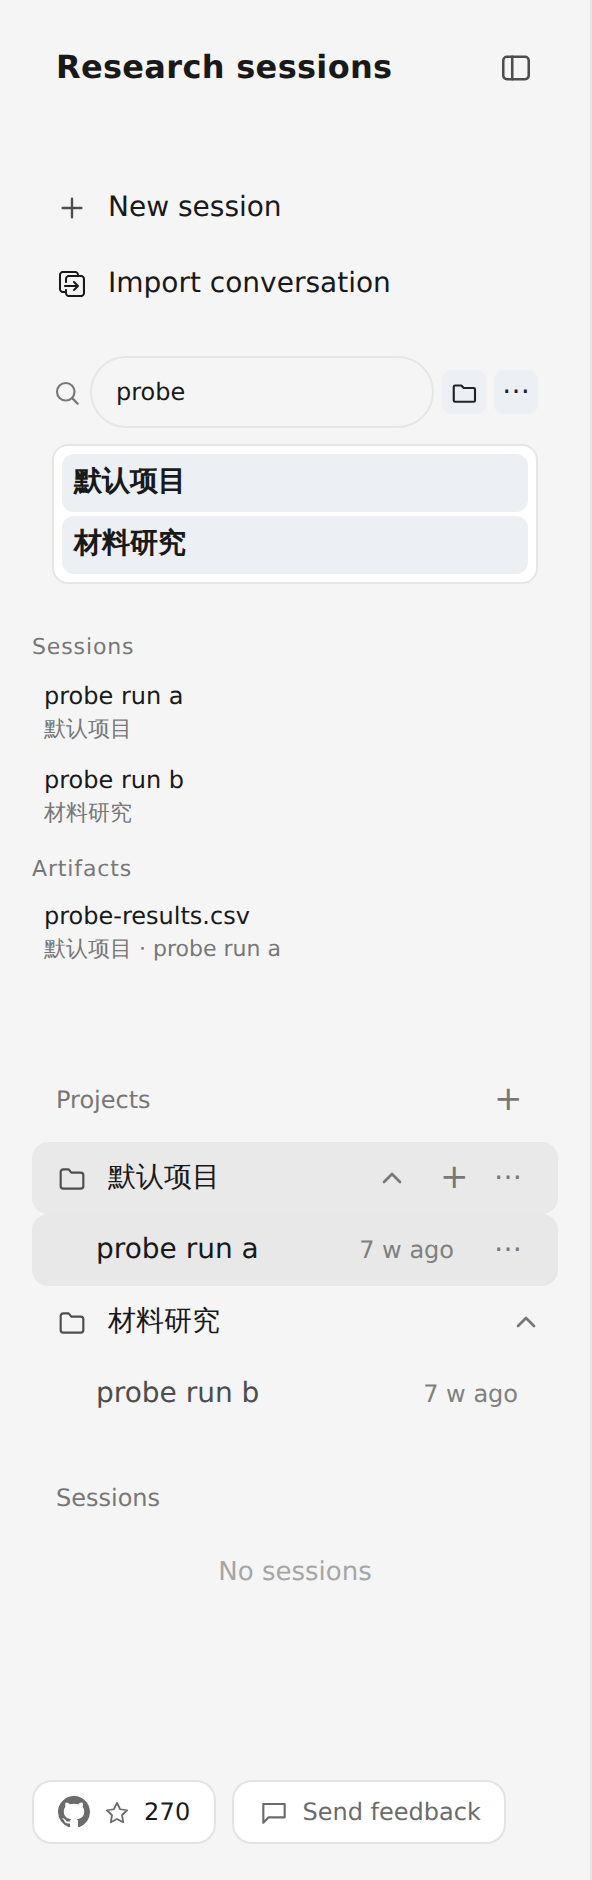 Research sessions
New session
Import conversation
probe
默认项目
材料研究
Sessions
probe run a
默认项目
probe run b
材料研究
Artifacts
probe-results.csv
默认项目 · probe run a
Projects
默认项目
probe run a 7 w ago
材料研究
probe run b 7 w ago
Sessions
No sessions
270 Send feedback